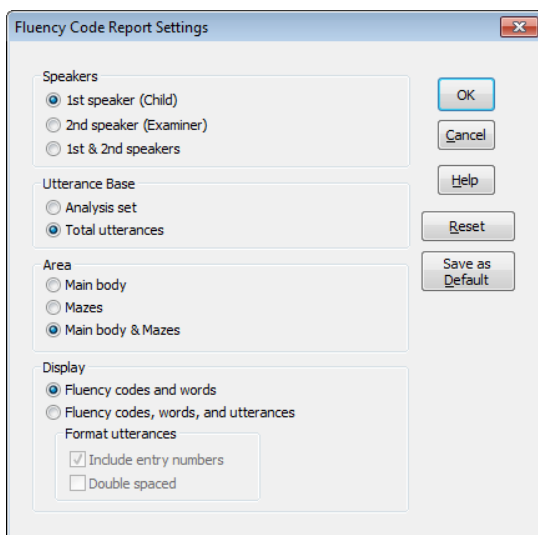 Fluency Code Report Settings
Speakers
1st speaker (Child)
2nd speaker (Examiner)
1st & 2nd speakers
Utterance Base
Analysis set
Total utterances
Area
Main body
Mazes
Main body & Mazes
Display
Fluency codes and words
Fluency codes, words, and utterances
Format utterances
Include entry numbers
Double spaced
OK
Cancel
Help
Reset
Save as
Default